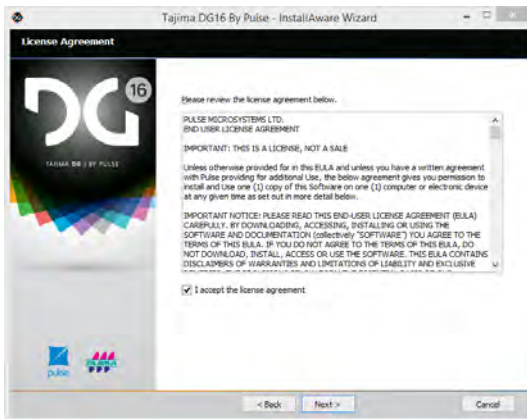 Tajima DG16 By Pulse - InstallAware Wizard
License Agreement
DG
16
TAJIMA DG | BY PULSE
Please review the license agreement below.
PULSE MICROSYSTEMS LTD.
END USER LICENSE AGREEMENT
IMPORTANT: THIS IS A LICENSE, NOT A SALE
Unless otherwise provided for in this EULA and unless you have a written agreement
with Pulse providing for additional Use, the below agreement gives you permission to
install and Use one (1) copy of this Software on one (1) computer or electronic device
at any given time as set out in more detail below.
IMPORTANT NOTICE: PLEASE READ THIS END-USER LICENSE AGREEMENT (EULA)
CAREFULLY. BY DOWNLOADING, ACCESSING, INSTALLING OR USING THE
SOFTWARE AND DOCUMENTATION (collectively "SOFTWARE") YOU AGREE TO THE
TERMS OF THIS EULA. IF YOU DO NOT AGREE TO THE TERMS OF THIS EULA, DO
NOT DOWNLOAD, INSTALL, ACCESS OR USE THE SOFTWARE. THIS EULA CONTAINS
DISCLAIMERS OF WARRANTIES AND LIMITATIONS OF LIABILITY AND EXCLUSIVE
I accept the license agreement
pulse
TAJIMA
< Back
Next >
Cancel